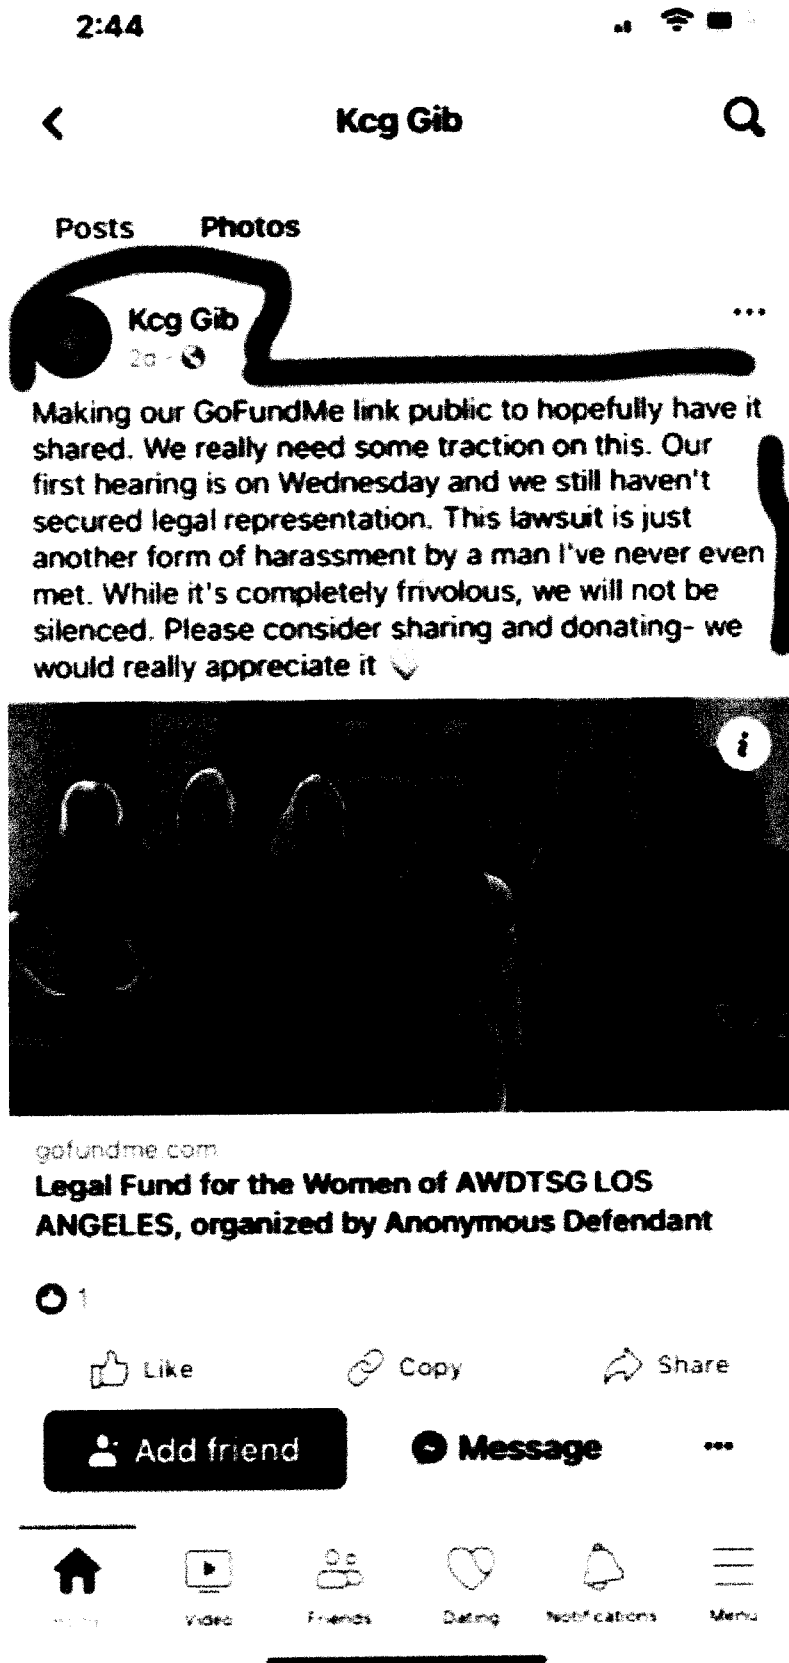 2:44
Kcg Gib
Posts Photos
Kcg Gib
Making our GoFundMe link public to hopefully have it
shared. We really need some traction on this. Our
first hearing is on Wednesday and we still haven't
secured legal representation. This lawsuit is just
another form of harassment by a man I've never even
met. While it's completely frivolous, we will not be
silenced. Please consider sharing and donating- we
would really appreciate it
gofundme.com
Legal Fund for the Women of AWDTSG LOS
ANGELES, organized by Anonymous Defendant
1
Like Copy Share
Add friend Message
Video Friends Dating Notifications Menu